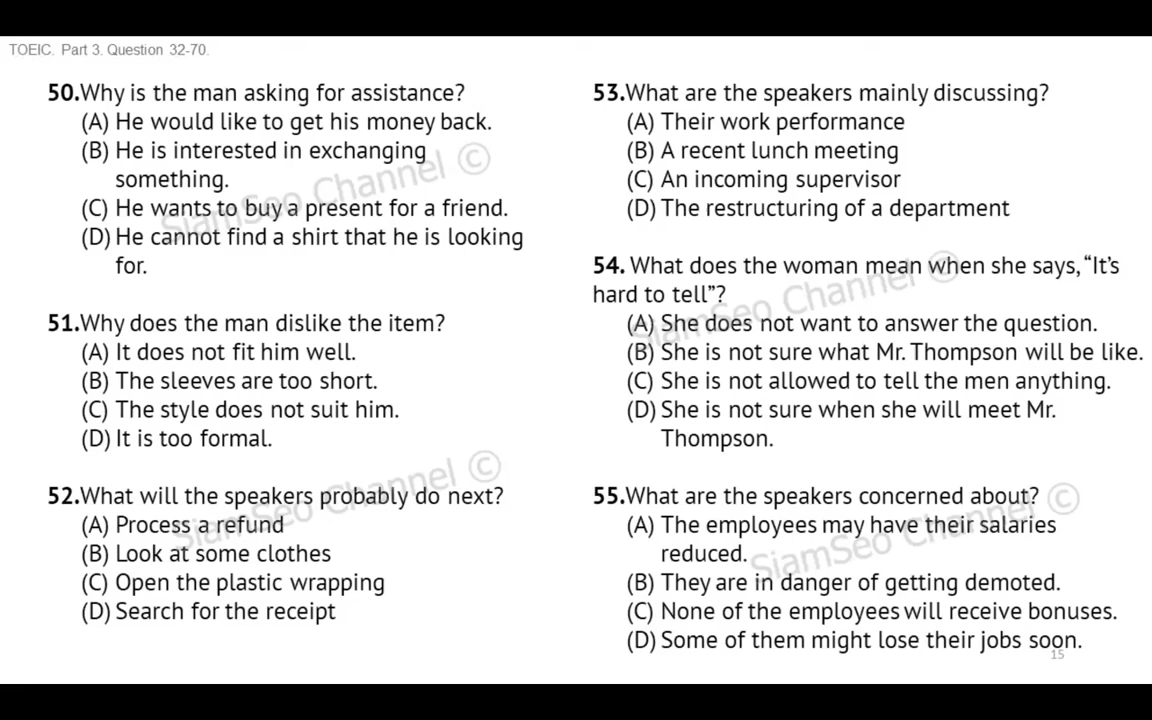 TOEIC. Part 3. Question 32-70.
50.Why is the man asking for assistance?
(A) He would like to get his money back.
(B) He is interested in exchanging
something.
(C) He wants to buy a present for a friend.
(D) He cannot find a shirt that he is looking
for.
51.Why does the man dislike the item?
(A) It does not fit him well.
(B) The sleeves are too short.
(C) The style does not suit him.
(D) It is too formal.
52.What will the speakers probably do next?
(A) Process a refund
(B) Look at some clothes
(C) Open the plastic wrapping
(D) Search for the receipt
53.What are the speakers mainly discussing?
(A) Their work performance
(B) A recent lunch meeting
(C) An incoming supervisor
(D) The restructuring of a department
54. What does the woman mean when she says, “It’s
hard to tell”?
(A) She does not want to answer the question.
(B) She is not sure what Mr. Thompson will be like.
(C) She is not allowed to tell the men anything.
(D) She is not sure when she will meet Mr.
Thompson.
55.What are the speakers concerned about?
(A) The employees may have their salaries
reduced.
(B) They are in danger of getting demoted.
(C) None of the employees will receive bonuses.
(D) Some of them might lose their jobs soon.
15
SiamSeo Channel ©
SiamSeo Channel ©
SiamSeo Channel ©
SiamSeo Channel ©